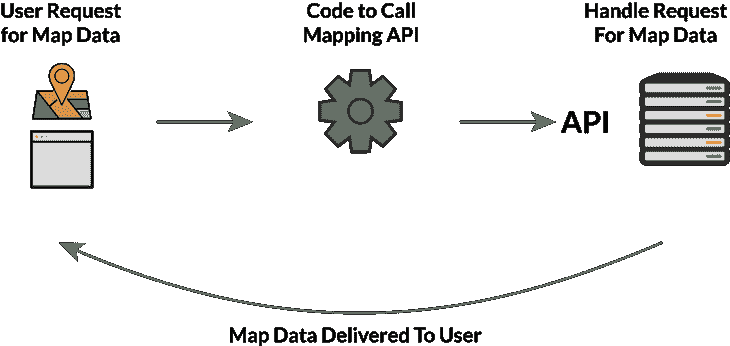 User Request
for Map Data
Code to Call
Mapping API
Handle Request
For Map Data
API
Map Data Delivered To User